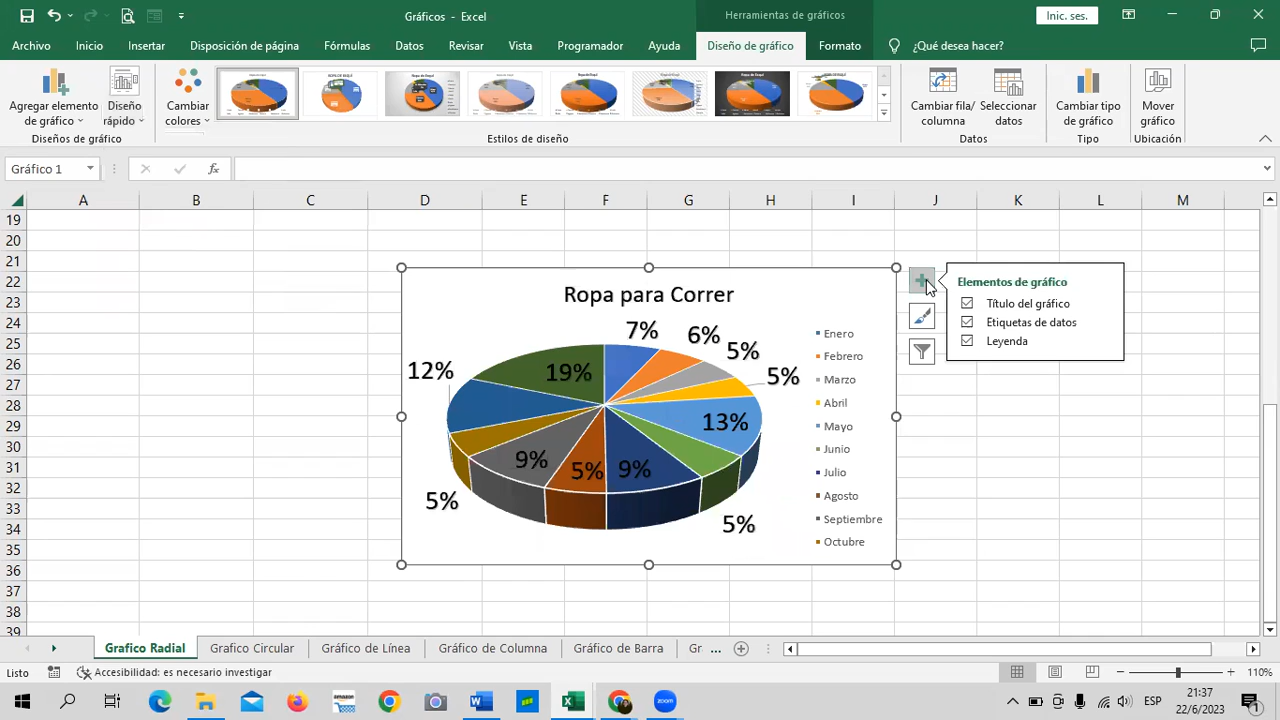 Gráficos - Excel
Herramientas de gráficos
Inic. ses.
Archivo Inicio Insertar Disposición de página Fórmulas Datos Revisar Vista Programador Ayuda Diseño de gráfico Formato ¿Qué desea hacer?
Agregar elemento de gráfico
Diseño rápido
Cambiar colores
Cambiar fila/columna
Seleccionar datos
Cambiar tipo de gráfico
Mover gráfico
Diseños de gráfico
Estilos de diseño
Datos
Tipo
Ubicación
Gráfico 1
fx
A B C D E F G H I J K L M
19
20
21
22
23
24
25
26
27
28
29
30
31
32
33
34
35
36
37
38
39
Ropa para Correr
7%
6%
5%
5%
13%
5%
9%
5%
9%
5%
12%
19%
Enero
Febrero
Marzo
Abril
Mayo
Junio
Julio
Agosto
Septiembre
Octubre
Elementos de gráfico
Título del gráfico
Etiquetas de datos
Leyenda
Grafico Radial Grafico Circular Gráfico de Línea Gráfico de Columna Gráfico de Barra Gr ...
Listo
Accesibilidad: es necesario investigar
110%
amazon
W
zoom
ESP
21:37
22/6/2023
1